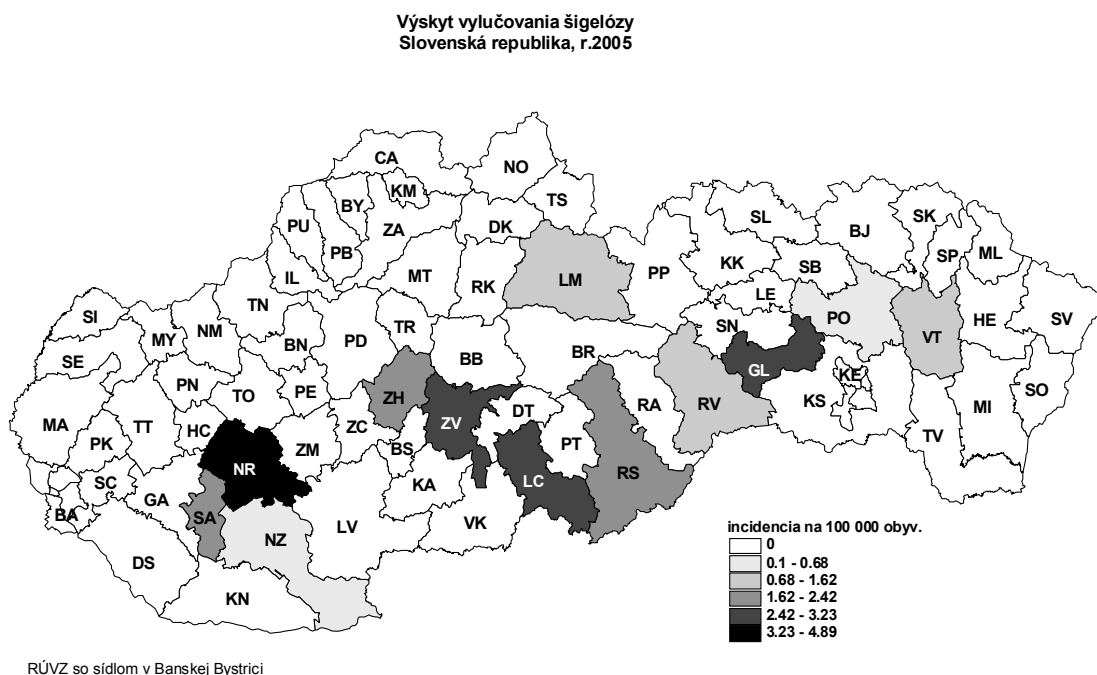 Výskyt vylučovania šigelózy
Slovenská republika, r.2005
CA
NO
KM
TS
BY
PU
ZA
DK
SL
BJ
SK
PB
MT
RK
LM
PP
KK
SB
SP
ML
IL
TN
LE
SI
MY
NM
BN
PD
TR
BB
BR
SN
PO
VT
HE
SV
SE
PN
TO
PE
ZH
GL
KE
MA
PK
TT
HC
ZM
ZC
BS
ZV
DT
PT
RA
RV
KS
MI
SO
TV
NR
SC
GA
SA
KA
LC
RS
BA
DS
NZ
LV
VK
KN
incidencia na 100 000 obyv.
0
0.1 - 0.68
0.68 - 1.62
1.62 - 2.42
2.42 - 3.23
3.23 - 4.89
RÚVZ so sídlom v Banskej Bystrici